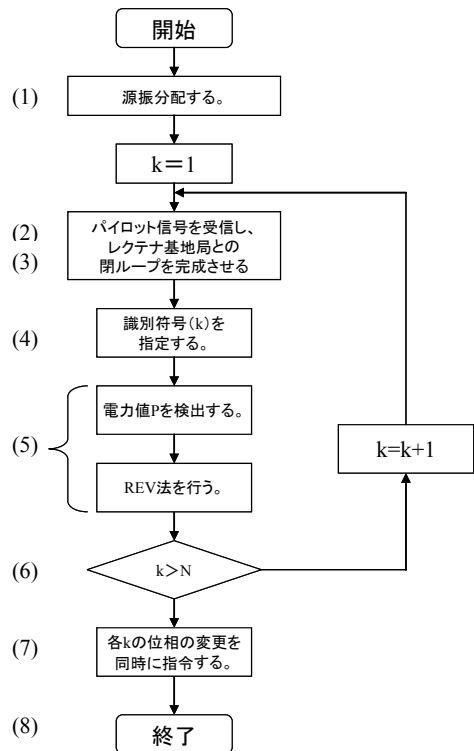 開始
(1)
源振分配する。
k＝1
(2)
パイロット信号を受信し、
レクテナ基地局との
(3)
閉ループを完成させる
(4)
識別符号(k)を
指定する。
(5)
電力値Pを検出する。
k=k+1
REV法を行う。
(6)
k＞N
(7)
各kの位相の変更を
同時に指令する。
(8)
終了